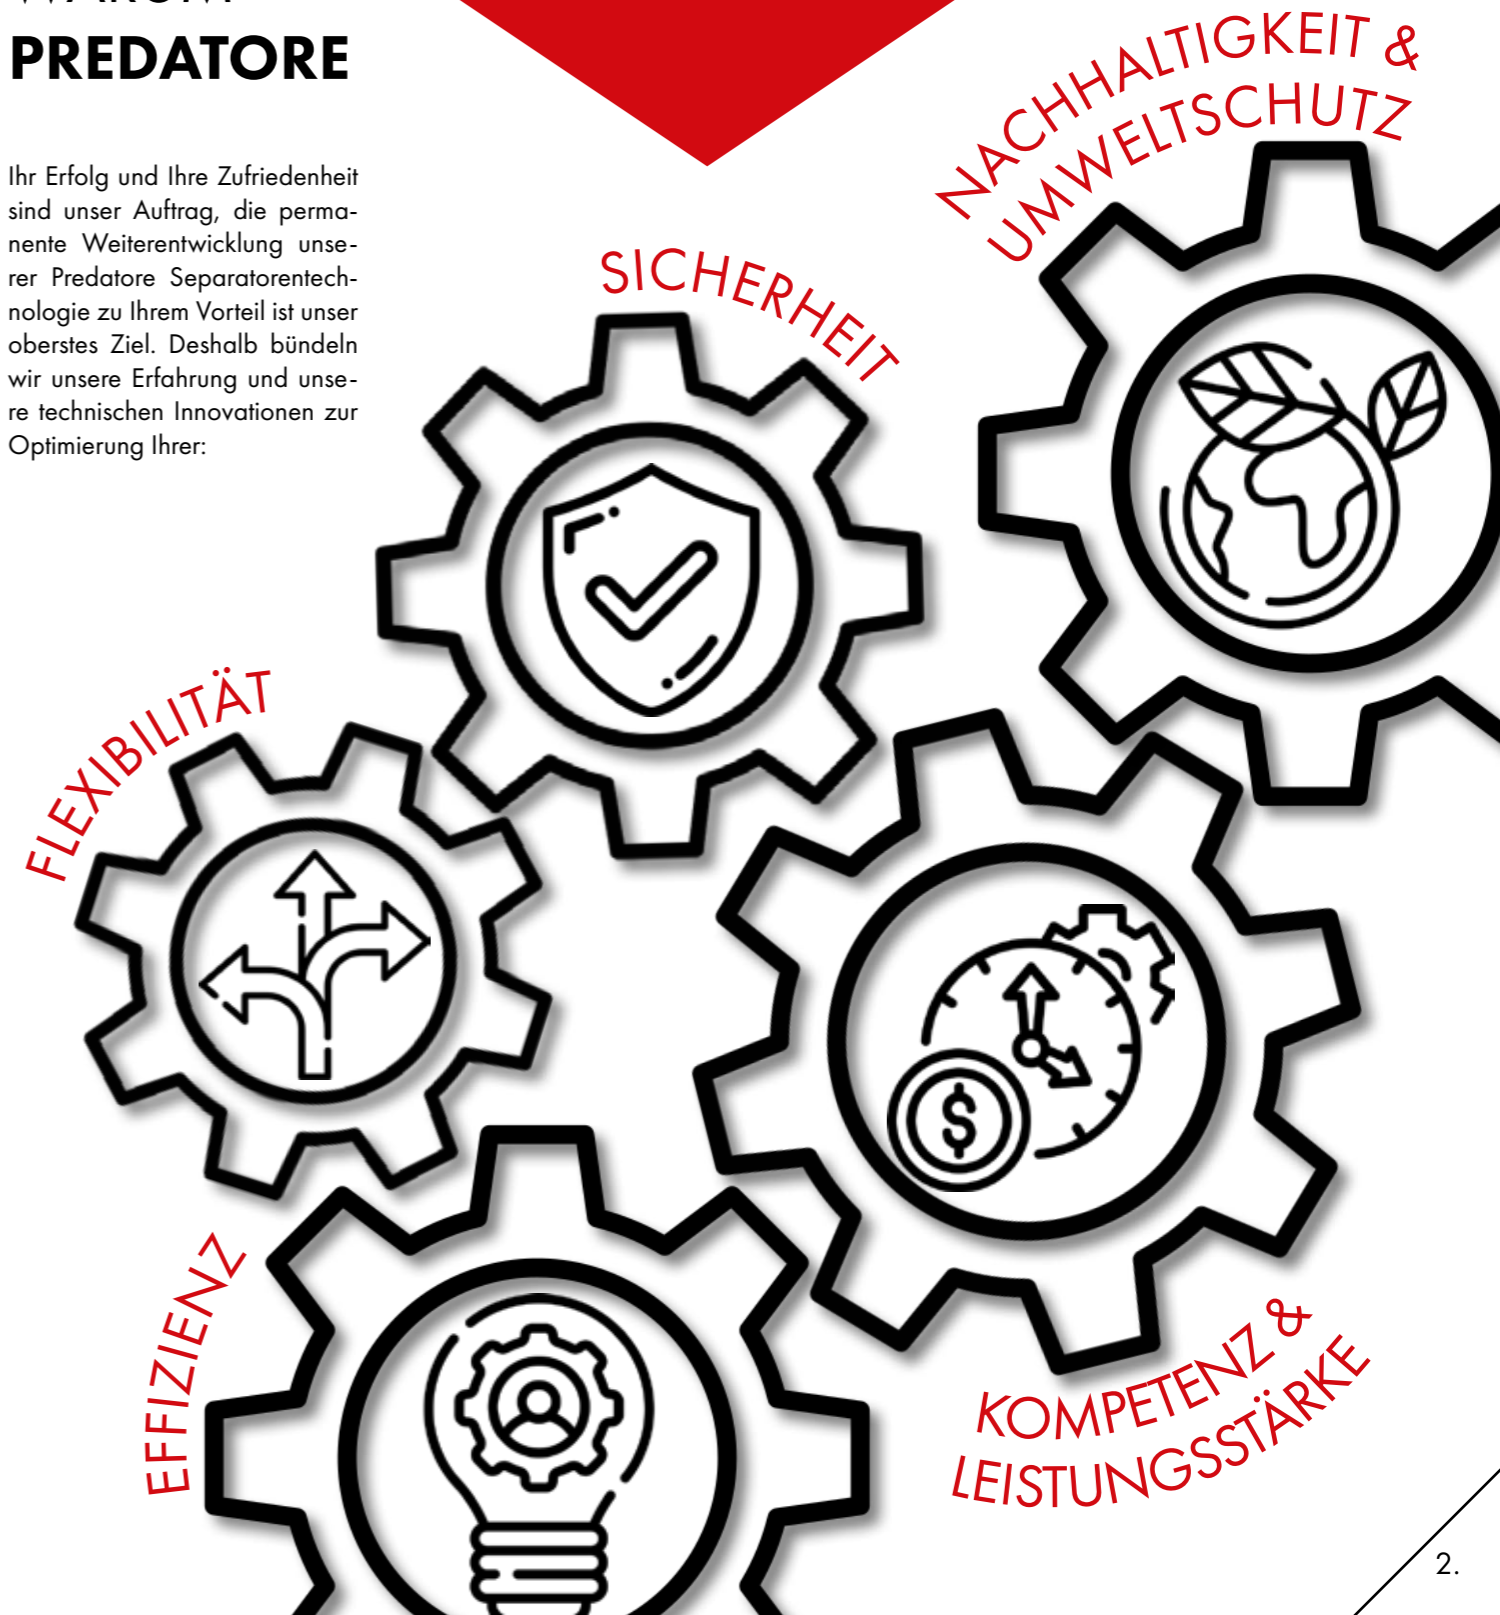 WARUM
PREDATORE
Ihr Erfolg und Ihre Zufriedenheit
sind unser Auftrag, die perma-
nente Weiterentwicklung unse-
rer Predatore Separatorentech-
nologie zu Ihrem Vorteil ist unser
oberstes Ziel. Deshalb bündeln
wir unsere Erfahrung und unse-
re technischen Innovationen zur
Optimierung Ihrer:
NACHHALTIGKEIT &
UMWELTSCHUTZ
SICHERHEIT
FLEXIBILITÄT
$
EFFIZIENZ
KOMPETENZ &
LEISTUNGSSTÄRKE
2.